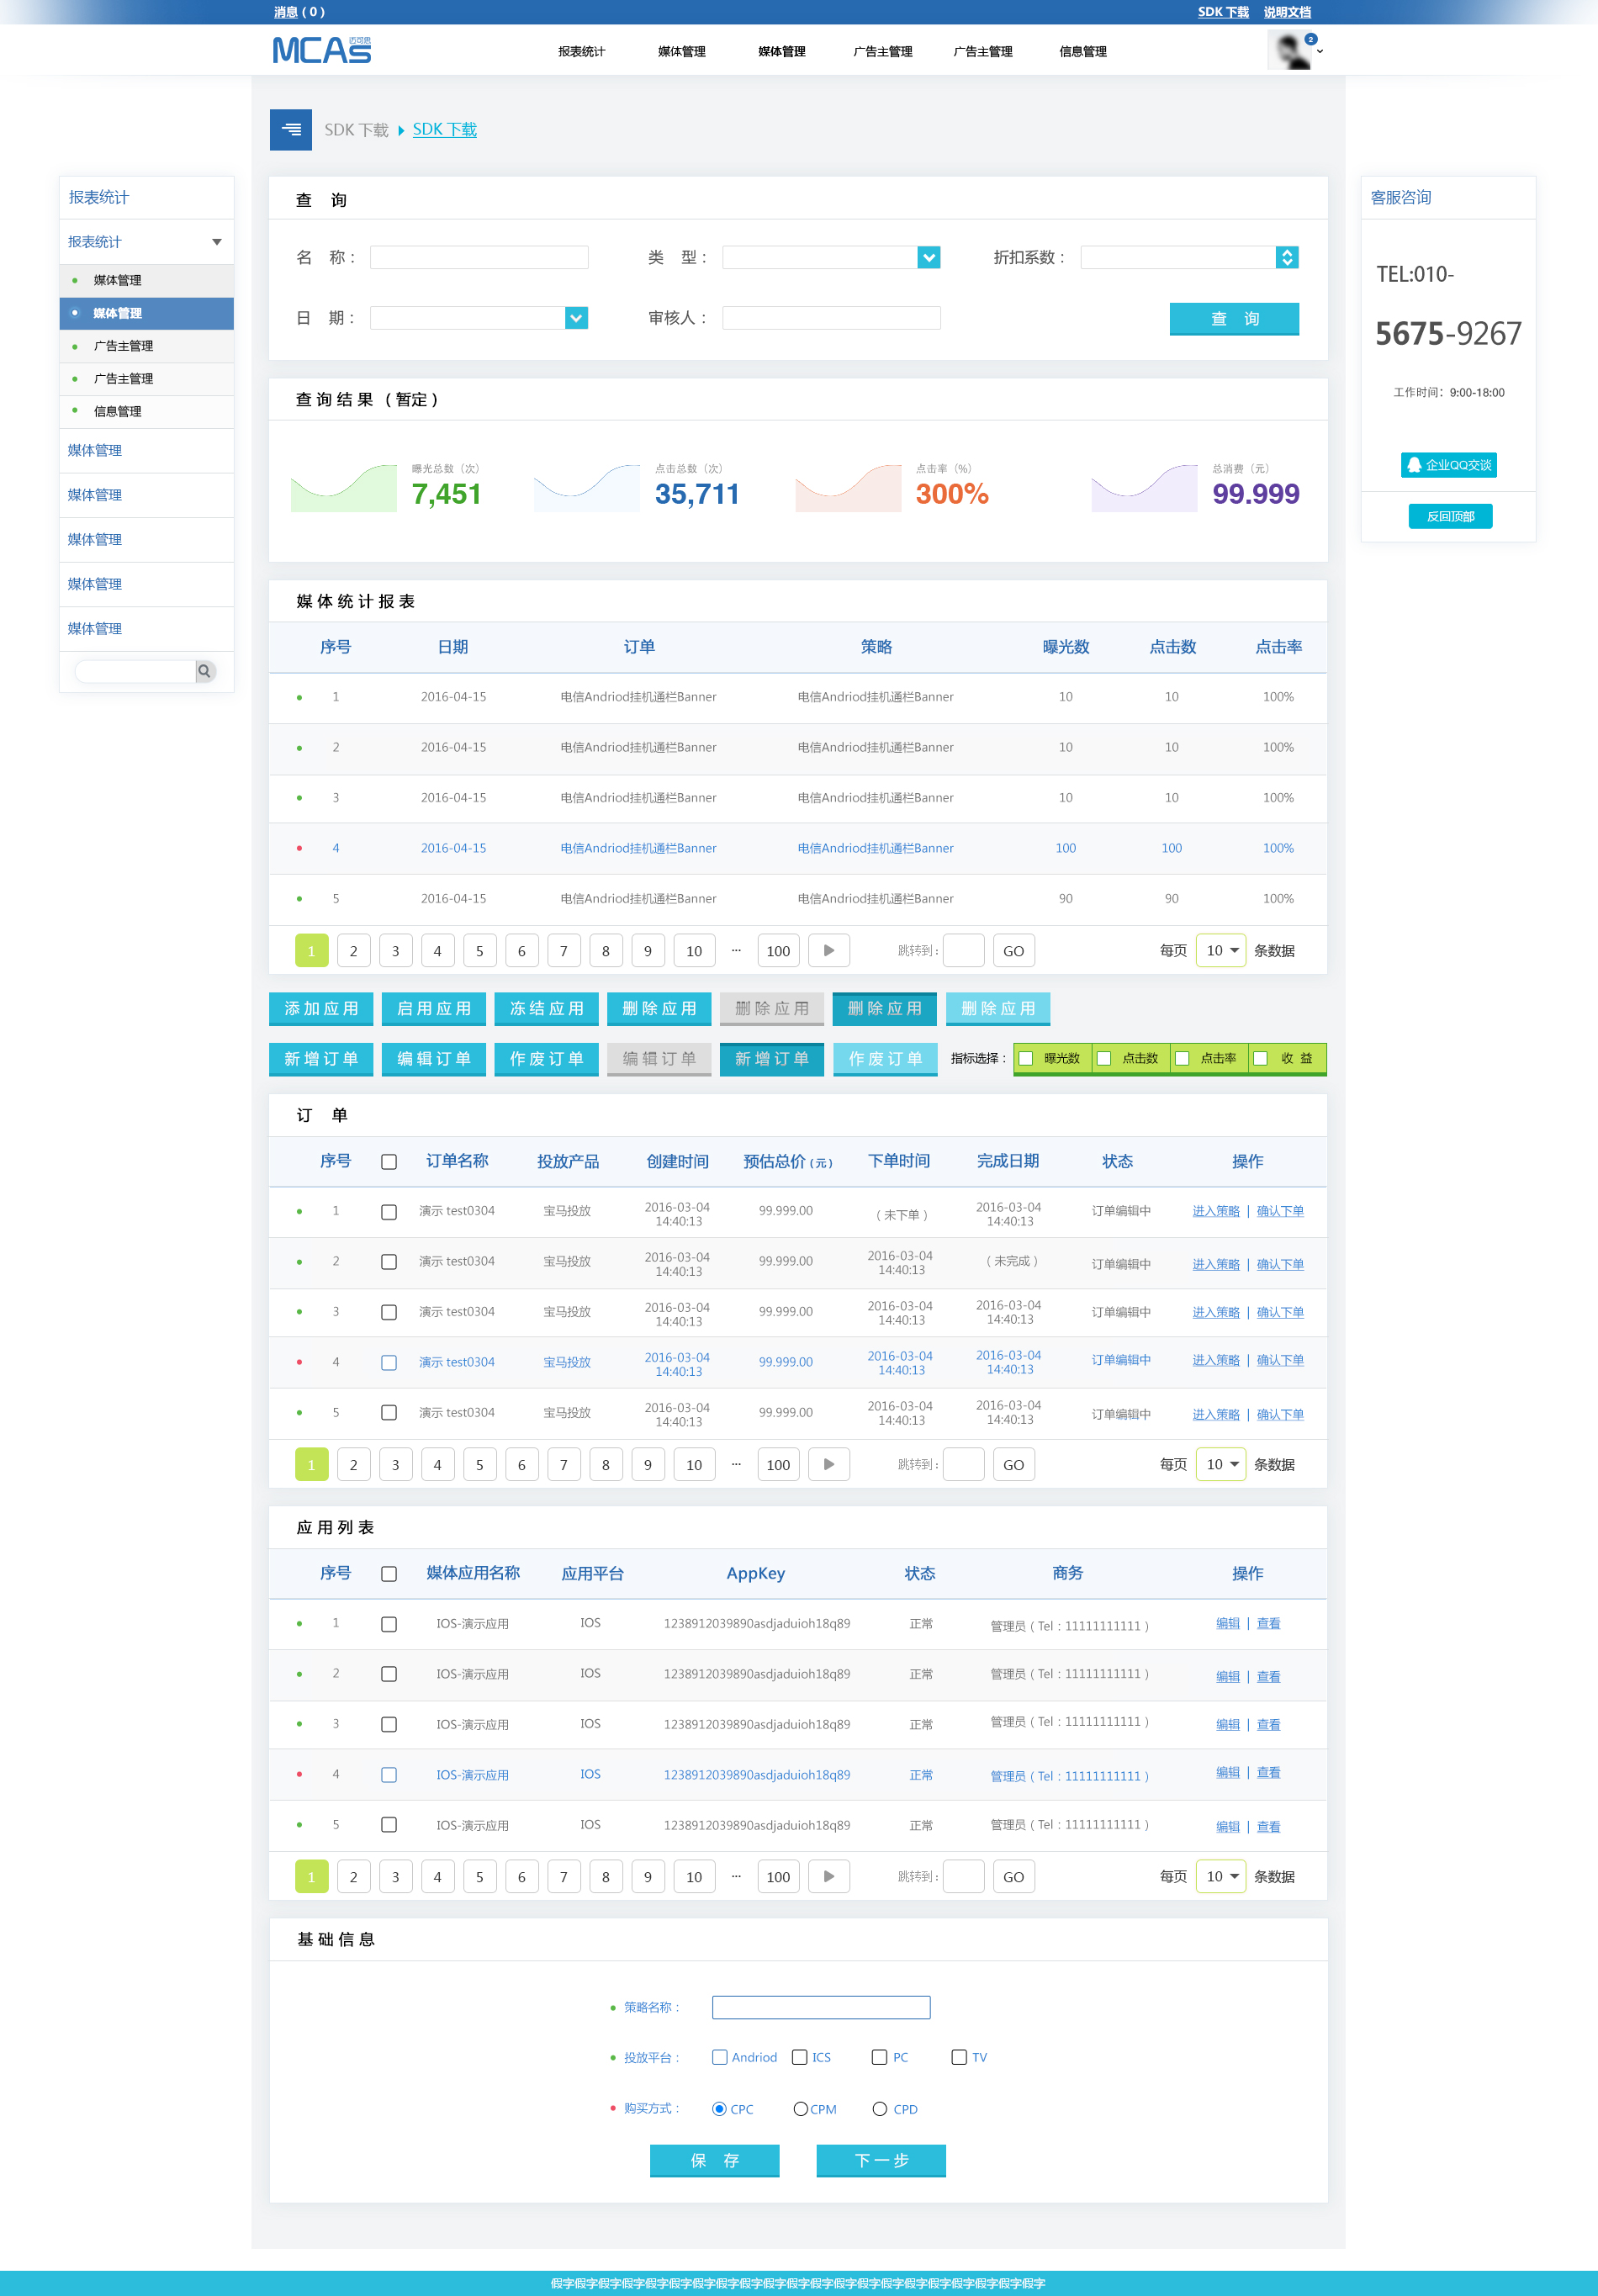 消息 ( 0 )
SDK 下载 说明文档
MCAs 迈可思
报表统计 媒体管理 媒体管理 广告主管理 广告主管理 信息管理
2
SDK 下载 SDK 下载
报表统计
报表统计
媒体管理
媒体管理
广告主管理
广告主管理
信息管理
媒体管理
媒体管理
媒体管理
媒体管理
媒体管理
查 询
名 称：
类 型：
折扣系数：
日 期：
审核人：
查 询
查询结果（暂定）
曝光总数（次）
7,451
点击总数（次）
35,711
点击率（%）
300%
总消费（元）
99.999
客服咨询
TEL:010-
5675-9267
工作时间：9:00-18:00
企业QQ交谈
反回顶部
媒体统计报表
序号 日期 订单 策略 曝光数 点击数 点击率
1 2016-04-15 电信Andriod挂机通栏Banner 电信Andriod挂机通栏Banner 10 10 100%
2 2016-04-15 电信Andriod挂机通栏Banner 电信Andriod挂机通栏Banner 10 10 100%
3 2016-04-15 电信Andriod挂机通栏Banner 电信Andriod挂机通栏Banner 10 10 100%
4 2016-04-15 电信Andriod挂机通栏Banner 电信Andriod挂机通栏Banner 100 100 100%
5 2016-04-15 电信Andriod挂机通栏Banner 电信Andriod挂机通栏Banner 90 90 100%
1 2 3 4 5 6 7 8 9 10 ... 100 跳转到： GO 每页 10 条数据
添加应用 启用应用 冻结应用 删除应用 删除应用 删除应用 删除应用
新增订单 编辑订单 作废订单 编辑订单 新增订单 作废订单 指标选择： 曝光数 点击数 点击率 收 益
订 单
序号 订单名称 投放产品 创建时间 预估总价（元） 下单时间 完成日期 状态 操作
1 演示 test0304 宝马投放 2016-03-04 14:40:13 99.999.00 （未下单） 2016-03-04 14:40:13 订单编辑中 进入策略 | 确认下单
2 演示 test0304 宝马投放 2016-03-04 14:40:13 99.999.00 2016-03-04 14:40:13 （未完成） 订单编辑中 进入策略 | 确认下单
3 演示 test0304 宝马投放 2016-03-04 14:40:13 99.999.00 2016-03-04 14:40:13 2016-03-04 14:40:13 订单编辑中 进入策略 | 确认下单
4 演示 test0304 宝马投放 2016-03-04 14:40:13 99.999.00 2016-03-04 14:40:13 2016-03-04 14:40:13 订单编辑中 进入策略 | 确认下单
5 演示 test0304 宝马投放 2016-03-04 14:40:13 99.999.00 2016-03-04 14:40:13 2016-03-04 14:40:13 订单编辑中 进入策略 | 确认下单
1 2 3 4 5 6 7 8 9 10 ... 100 跳转到： GO 每页 10 条数据
应用列表
序号 媒体应用名称 应用平台 AppKey 状态 商务 操作
1 IOS-演示应用 IOS 1238912039890asdjaduioh18q89 正常 管理员（Tel：11111111111） 编辑 | 查看
2 IOS-演示应用 IOS 1238912039890asdjaduioh18q89 正常 管理员（Tel：11111111111） 编辑 | 查看
3 IOS-演示应用 IOS 1238912039890asdjaduioh18q89 正常 管理员（Tel：11111111111） 编辑 | 查看
4 IOS-演示应用 IOS 1238912039890asdjaduioh18q89 正常 管理员（Tel：11111111111） 编辑 | 查看
5 IOS-演示应用 IOS 1238912039890asdjaduioh18q89 正常 管理员（Tel：11111111111） 编辑 | 查看
1 2 3 4 5 6 7 8 9 10 ... 100 跳转到： GO 每页 10 条数据
基础信息
策略名称：
投放平台： Andriod ICS PC TV
购买方式： CPC CPM CPD
保 存 下一步
假字假字假字假字假字假字假字假字假字假字假字假字假字假字假字假字假字假字假字假字假字